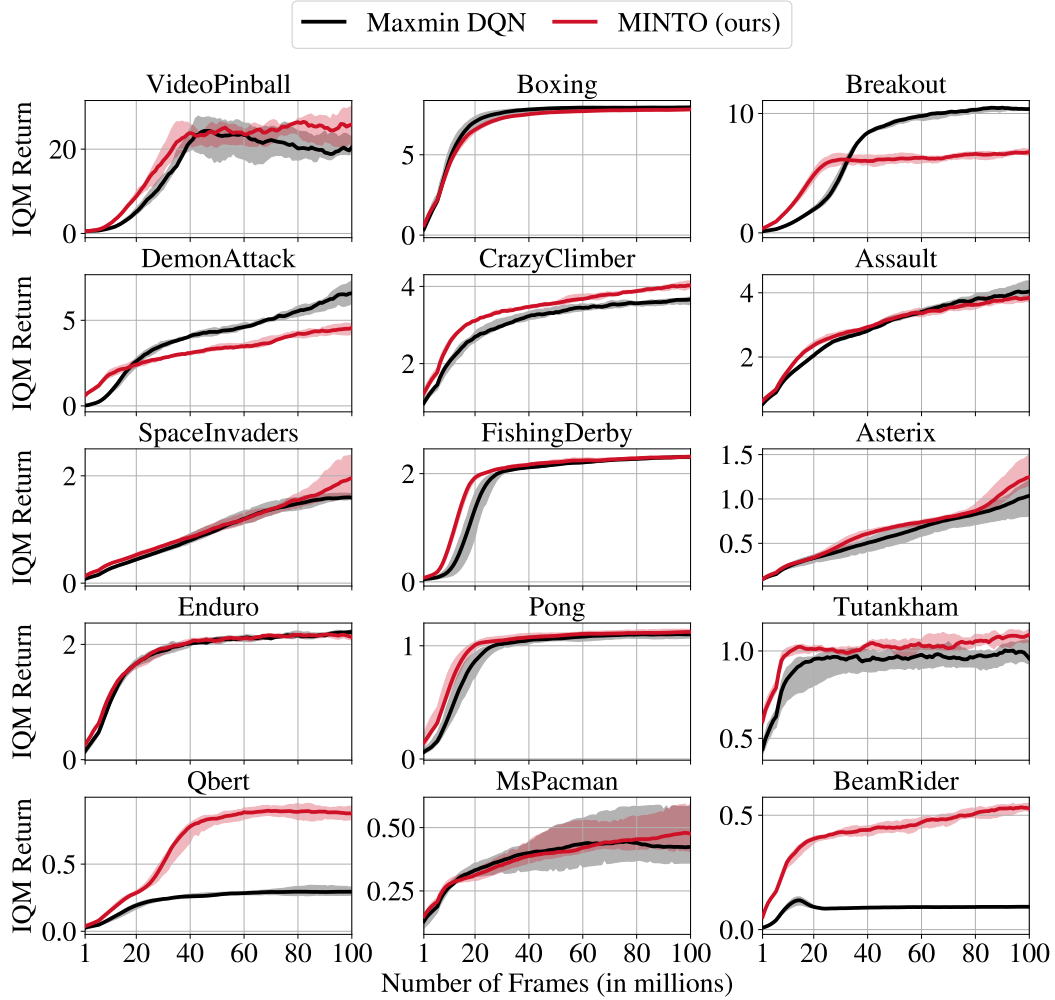 Maxmin DQN MINTO (ours)
VideoPinball Boxing Breakout
IQM Return
20
0
5
0
10
0
DemonAttack CrazyClimber Assault
IQM Return
5
0
4
2
4
2
SpaceInvaders FishingDerby Asterix
IQM Return
2
0
2
0
1.5
1.0
0.5
Enduro Pong Tutankham
IQM Return
2
0
1
0
1.0
0.5
Qbert MsPacman BeamRider
IQM Return
0.5
0.0
0.50
0.25
0.5
0.0
1 20 40 60 80 100 1 20 40 60 80 100 1 20 40 60 80 100
Number of Frames (in millions)